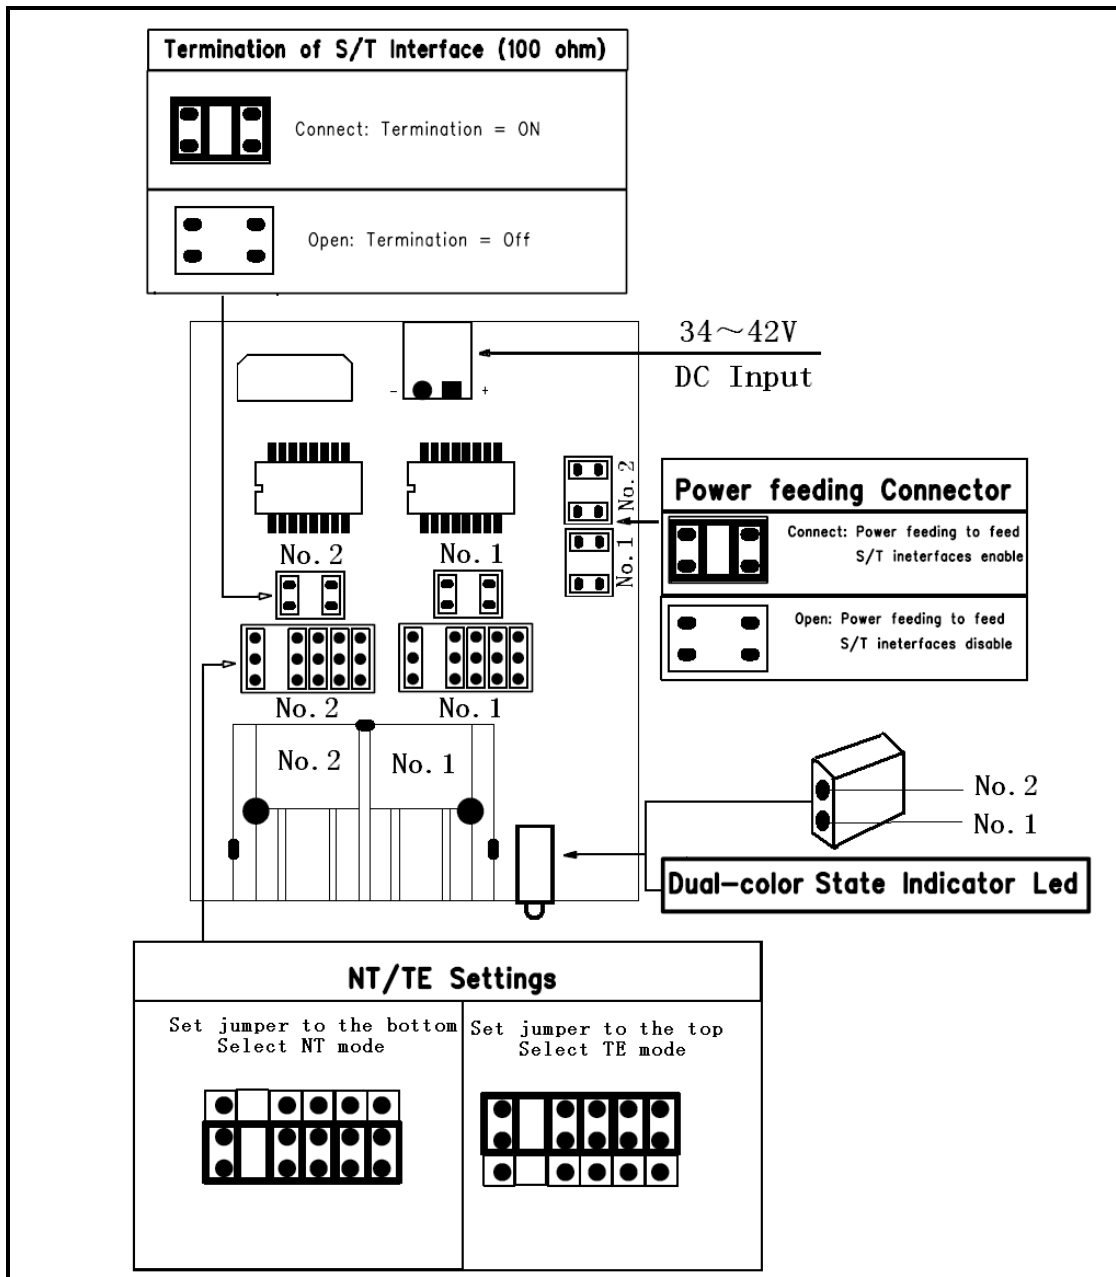 Termination of S/T Interface (100 ohm)
Connect: Termination = ON
Open: Termination = Off
34～42V
DC Input
- +
No.2
No.1
Power feeding Connector
Connect: Power feeding to feed
S/T ineterfaces enable
Open: Power feeding to feed
S/T ineterfaces disable
No.2
No.1
No.2
No.1
No.2
No.1
No.2
No.1
Dual-color State Indicator Led
NT/TE Settings
Set jumper to the bottom
Select NT mode
Set jumper to the top
Select TE mode